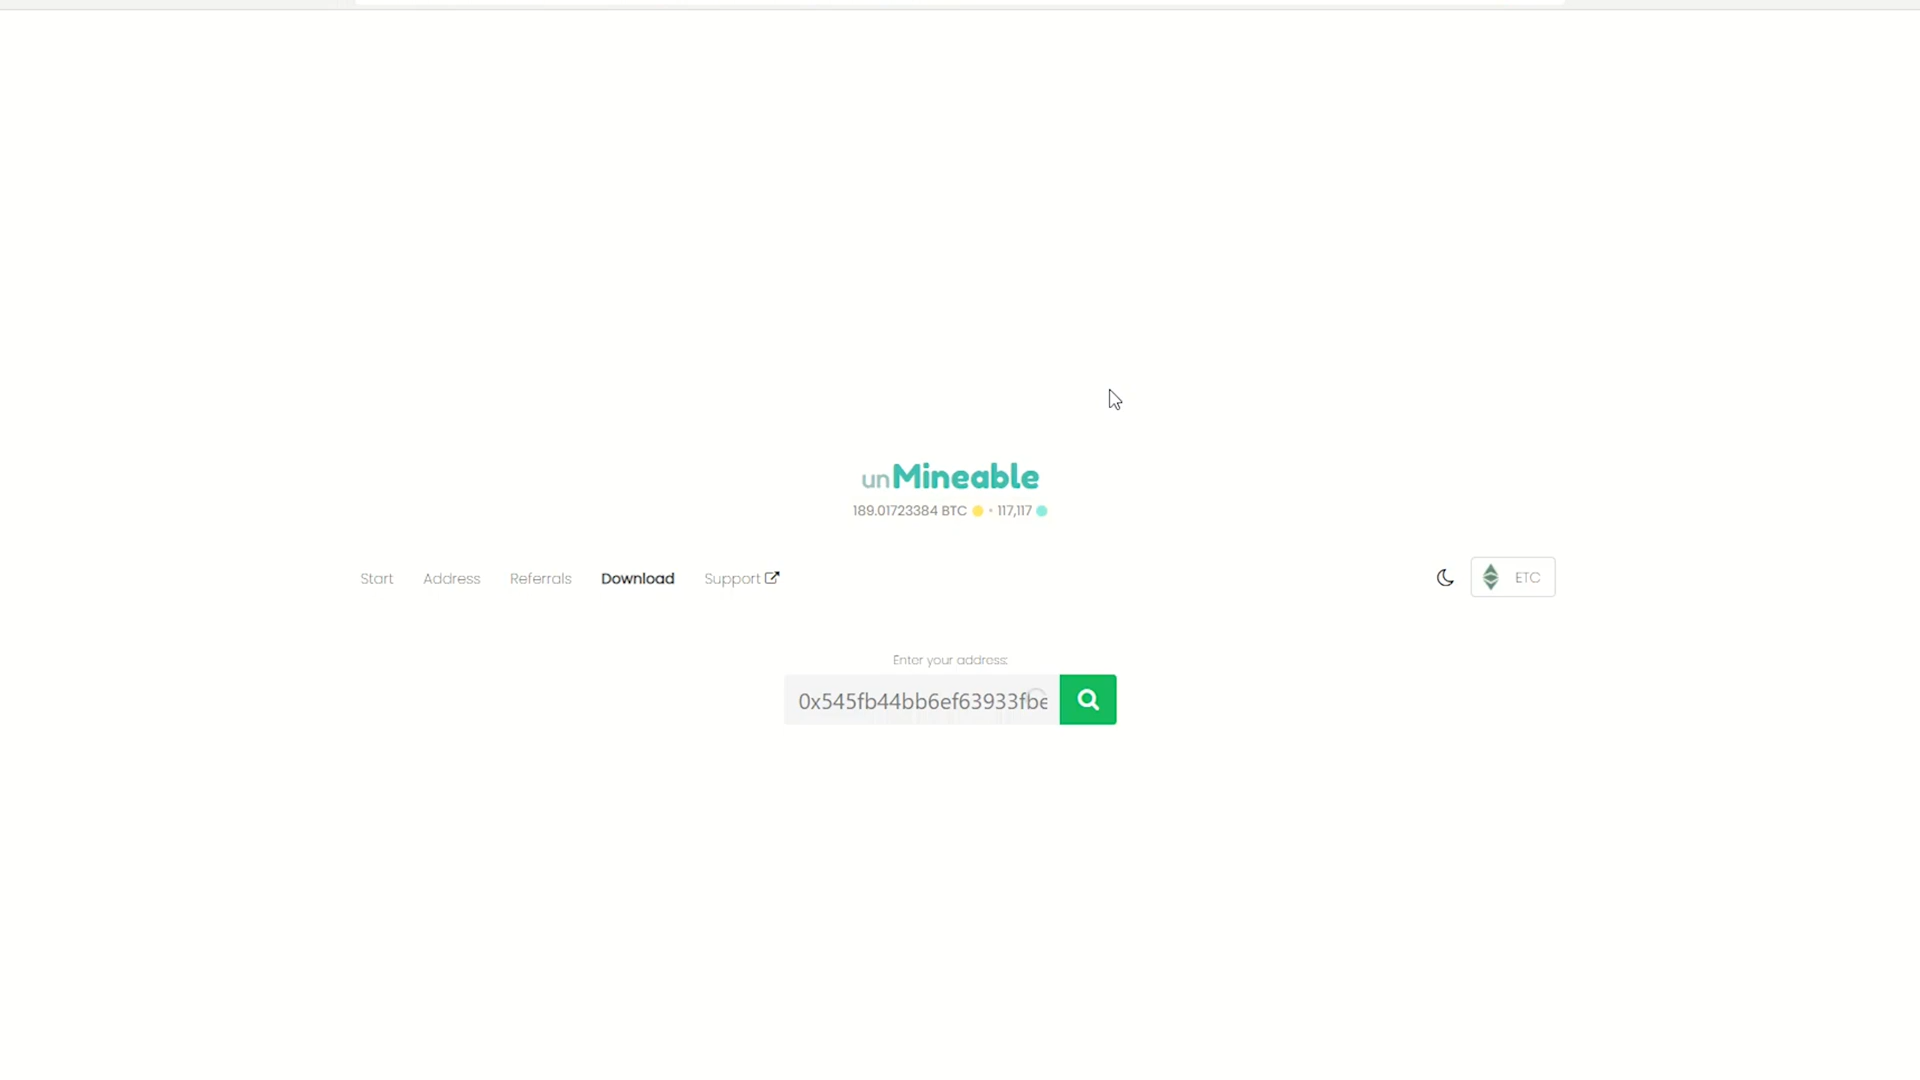 unMineable
189.01723384 BTC • 117,117
Start Address Referrals Download Support ETC
Enter your address:
0x545fb44bb6ef63933fbe